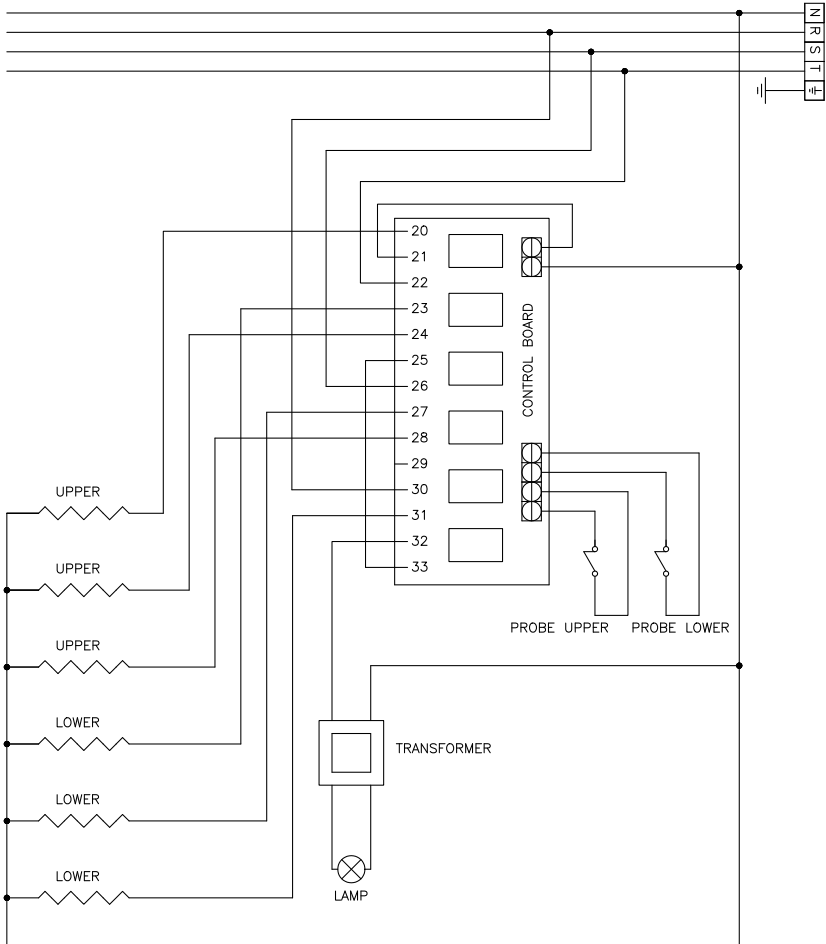 N
R
S
T
20
21
22
23
24
25
26
27
28
29
30
31
32
33
CONTROL BOARD
UPPER
UPPER
UPPER
LOWER
LOWER
LOWER
PROBE UPPER
PROBE LOWER
TRANSFORMER
LAMP